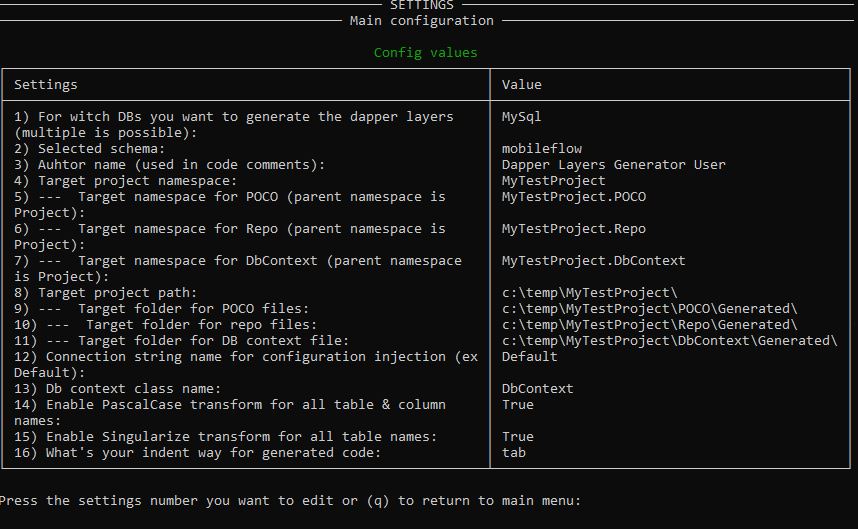 SETTINGS
Main configuration
Config values
Settings Value
1) For witch DBs you want to generate the dapper layers MySql
(multiple is possible):
2) Selected schema: mobileflow
3) Auhtor name (used in code comments): Dapper Layers Generator User
4) Target project namespace: MyTestProject
5) ---  Target namespace for POCO (parent namespace is MyTestProject.POCO
Project):
6) ---  Target namespace for Repo (parent namespace is MyTestProject.Repo
Project):
7) ---  Target namespace for DbContext (parent namespace MyTestProject.DbContext
is Project):
8) Target project path: c:\temp\MyTestProject\
9) ---  Target folder for POCO files: c:\temp\MyTestProject\POCO\Generated\
10) ---  Target folder for repo files: c:\temp\MyTestProject\Repo\Generated\
11) --- Target folder for DB context file: c:\temp\MyTestProject\DbContext\Generated\
12) Connection string name for configuration injection (ex Default
Default):
13) Db context class name: DbContext
14) Enable PascalCase transform for all table & column True
names:
15) Enable Singularize transform for all table names: True
16) What's your indent way for generated code: tab
Press the settings number you want to edit or (q) to return to main menu: